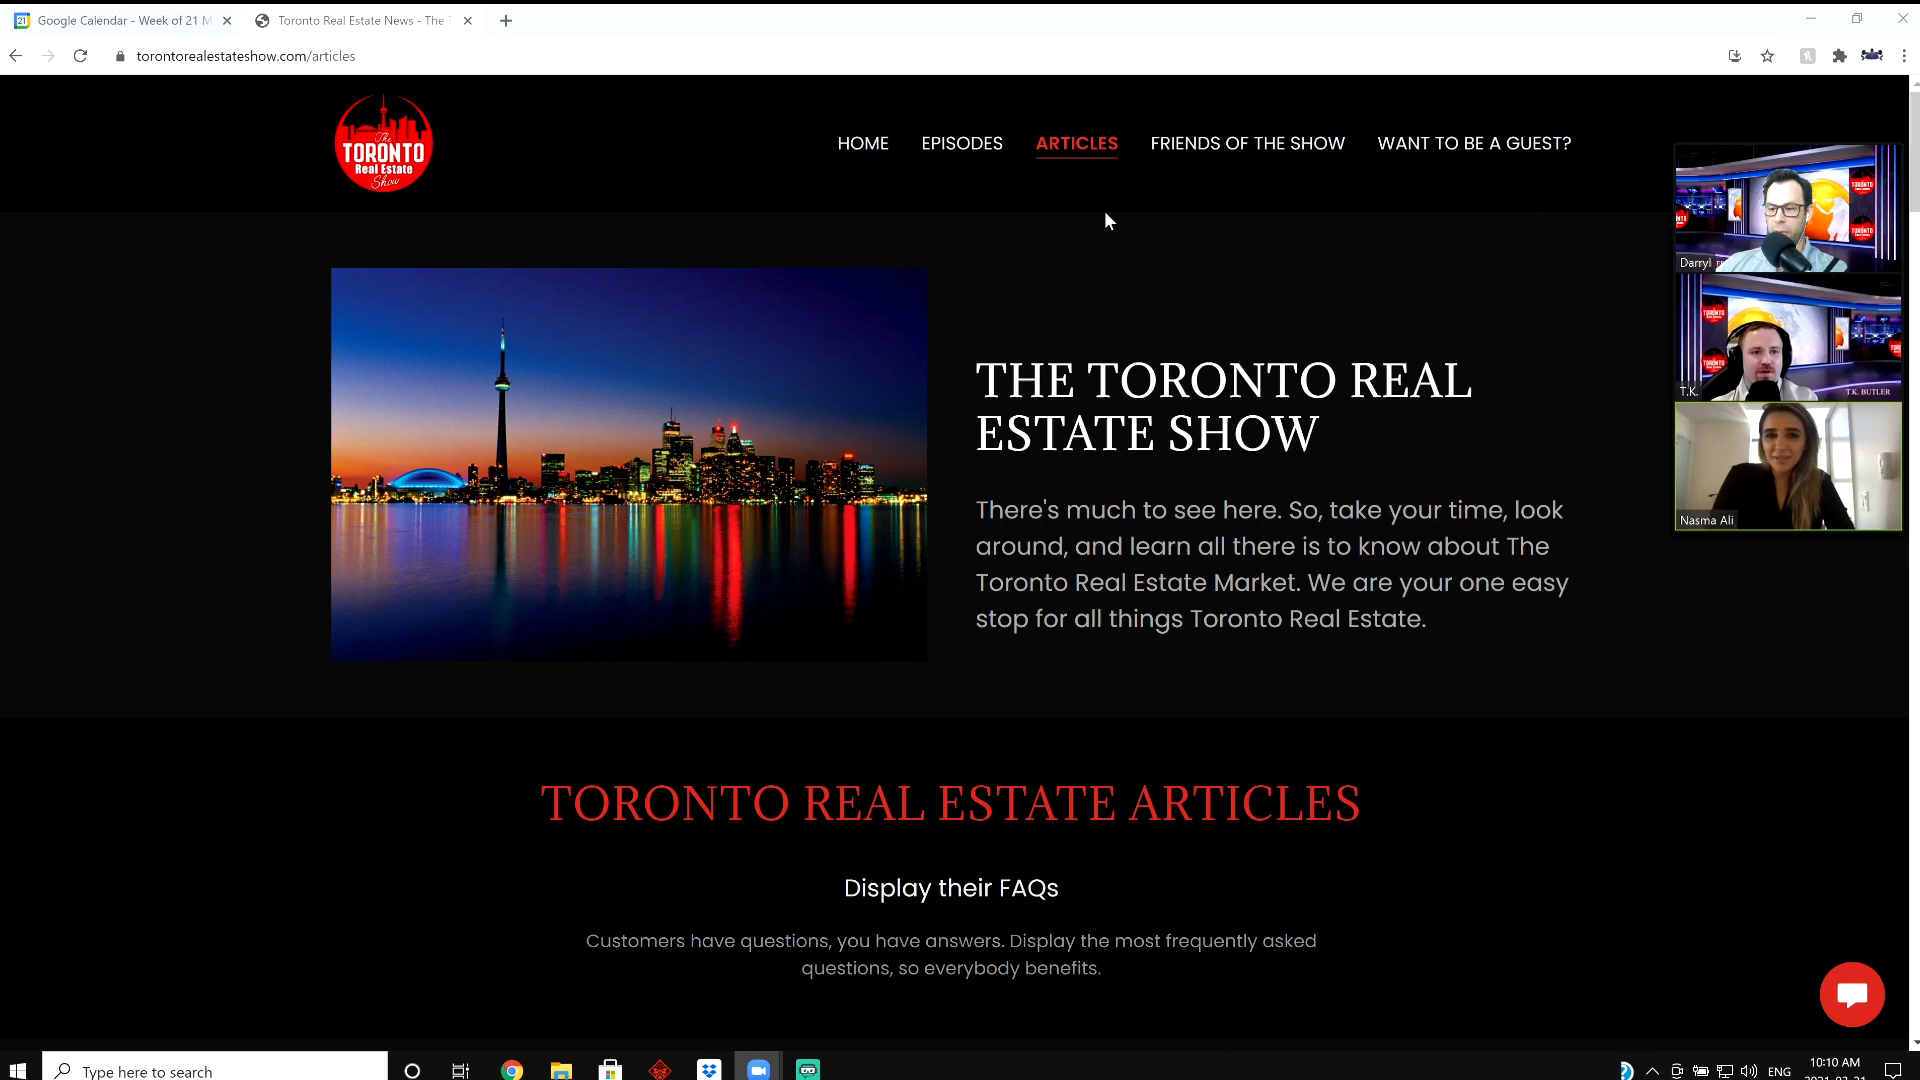 Google Calendar - Week of 21 M
Toronto Real Estate News - The T
torontorealestateshow.com/articles
The
TORONTO
Real Estate
Show
HOME
EPISODES
ARTICLES
FRIENDS OF THE SHOW
WANT TO BE A GUEST?
Darryl
T.K.
T.K. BUTLER
Nasma Ali
THE TORONTO REAL
ESTATE SHOW
There's much to see here. So, take your time, look
around, and learn all there is to know about The
Toronto Real Estate Market. We are your one easy
stop for all things Toronto Real Estate.
TORONTO REAL ESTATE ARTICLES
Display their FAQs
Customers have questions, you have answers. Display the most frequently asked
questions, so everybody benefits.
Type here to search
ENG
10:10 AM